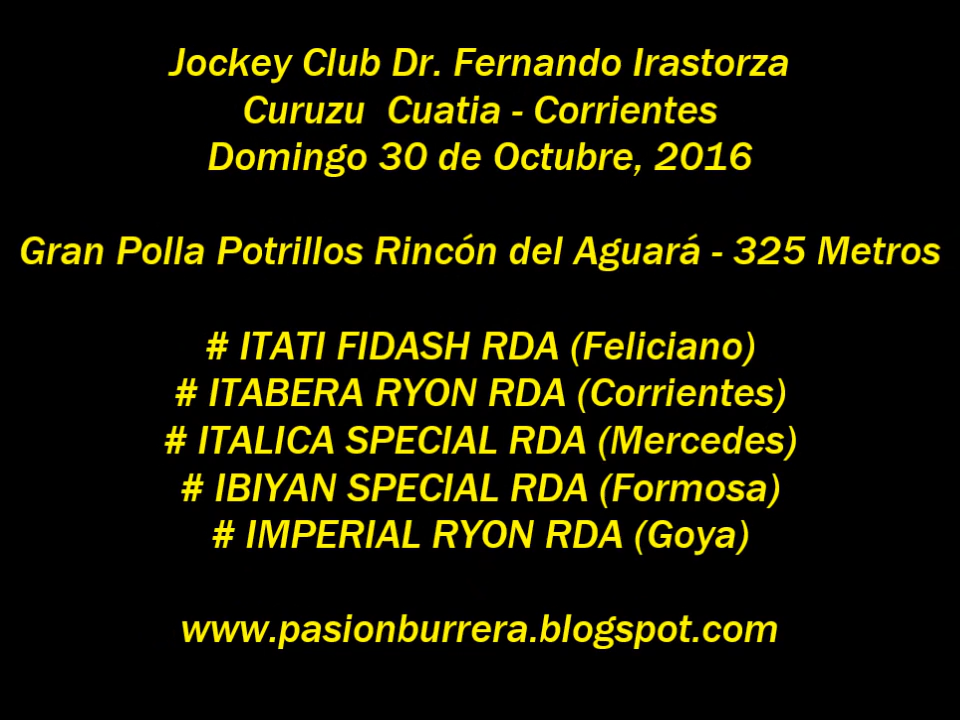 Jockey Club Dr. Fernando Irastorza
Curuzu Cuatia - Corrientes
Domingo 30 de Octubre, 2016
Gran Polla Potrillos Rincón del Aguará - 325 Metros
# ITATI FIDASH RDA (Feliciano)
# ITABERA RYON RDA (Corrientes)
# ITALICA SPECIAL RDA (Mercedes)
# IBIYAN SPECIAL RDA (Formosa)
# IMPERIAL RYON RDA (Goya)
www.pasionburrera.blogspot.com